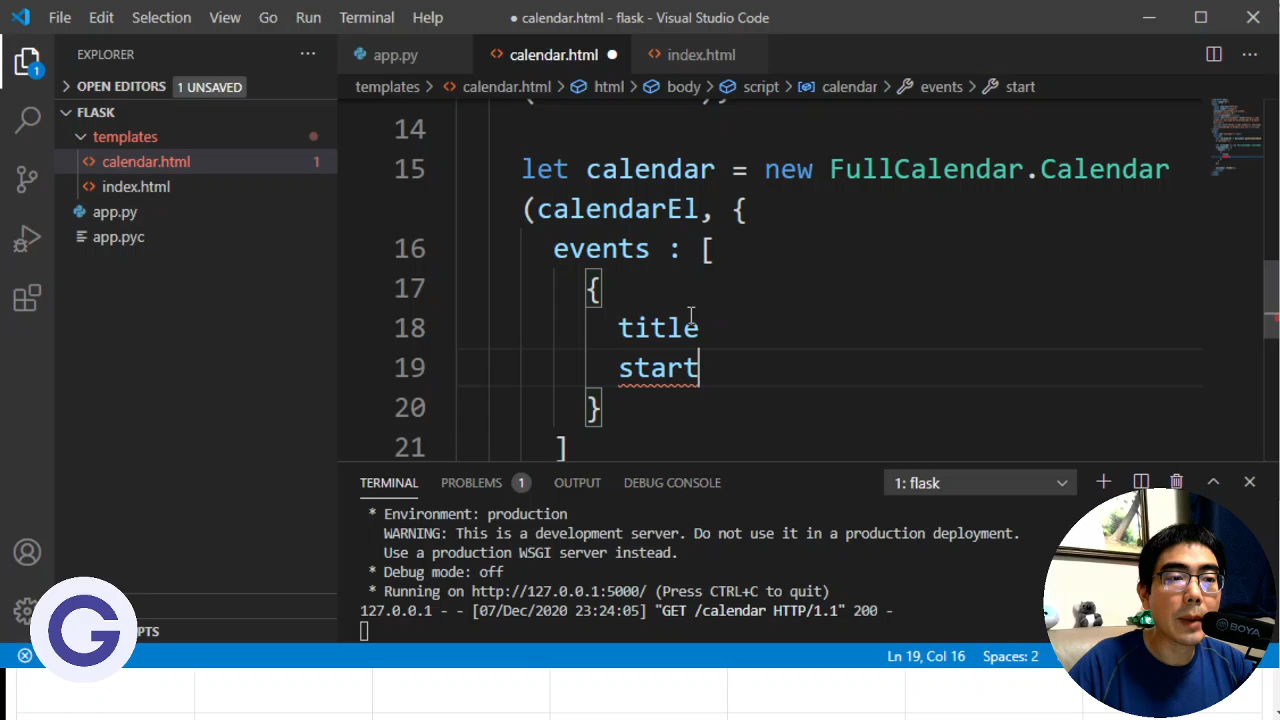 File Edit Selection View Go Run Terminal Help
● calendar.html - flask - Visual Studio Code
EXPLORER
OPEN EDITORS 1 UNSAVED
FLASK
templates
calendar.html 1
index.html
app.py
app.pyc
1
app.py calendar.html index.html
templates > calendar.html > html > body > script > calendar > events > start
14
15 let calendar = new FullCalendar.Calendar
(calendarEl, {
16 events : [
17 {
18 title
19 start
20 }
21 ]
TERMINAL PROBLEMS 1 OUTPUT DEBUG CONSOLE 1: flask
* Environment: production
WARNING: This is a development server. Do not use it in a production deployment.
Use a production WSGI server instead.
* Debug mode: off
* Running on http://127.0.0.1:5000/ (Press CTRL+C to quit)
127.0.0.1 - - [07/Dec/2020 23:24:05] "GET /calendar HTTP/1.1" 200 -
G
PTS
BOYA
Ln 19, Col 16 Spaces: 2